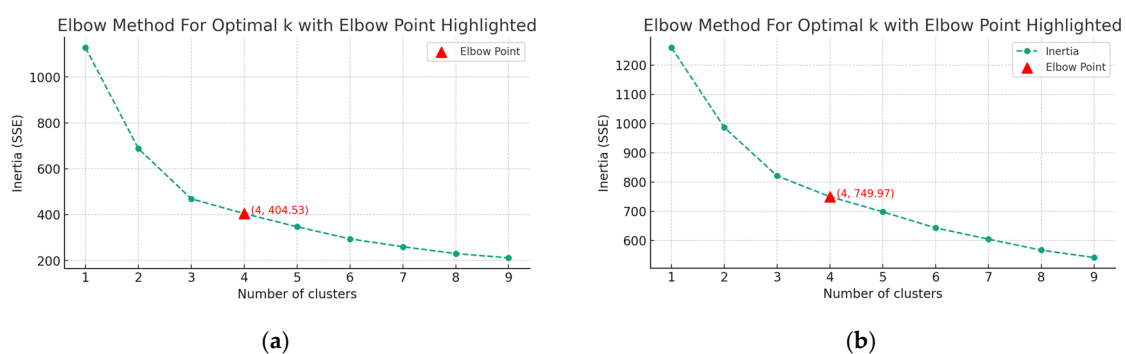 Elbow Method For Optimal k with Elbow Point Highlighted
Elbow Point
1000
800
600
400
200
Inertia (SSE)
(4, 404.53)
1 2 3 4 5 6 7 8 9
Number of clusters
(a)
Elbow Method For Optimal k with Elbow Point Highlighted
Inertia
Elbow Point
1200
1100
1000
900
800
700
600
Inertia (SSE)
(4, 749.97)
1 2 3 4 5 6 7 8 9
Number of clusters
(b)